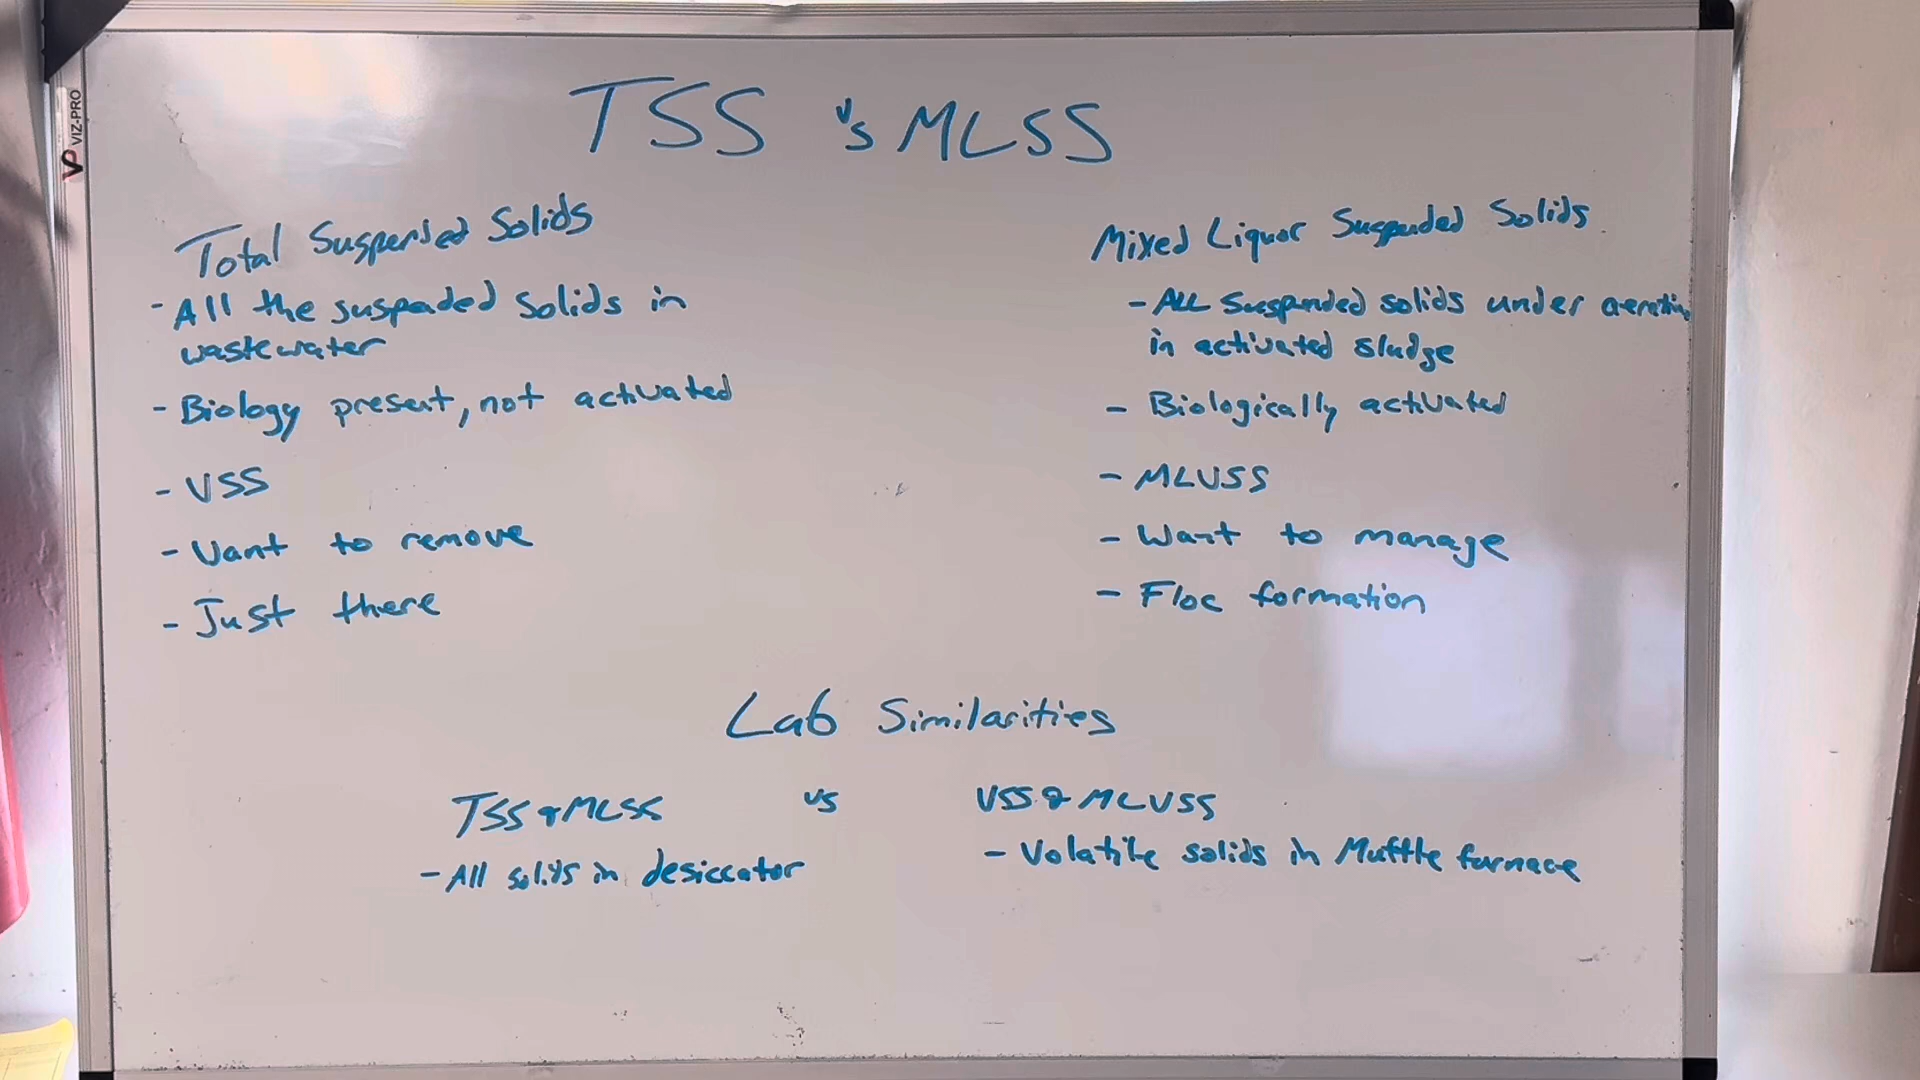 VP VIZ-PRO
TSS vs MLSS
Total Suspended Solids
- All the suspended solids in
wastewater
- Biology present, not activated
- VSS
- Want to remove
- Just there
Mixed Liquor Suspended Solids
- ALL Suspended solids under aeration
in activated sludge
- Biologically activated
- MLVSS
- Want to manage
- Floc formation
Lab Similarities
TSS & MLSS vs VSS & MLVSS
- All solids in desiccator
- Volatile solids in Muffle furnace